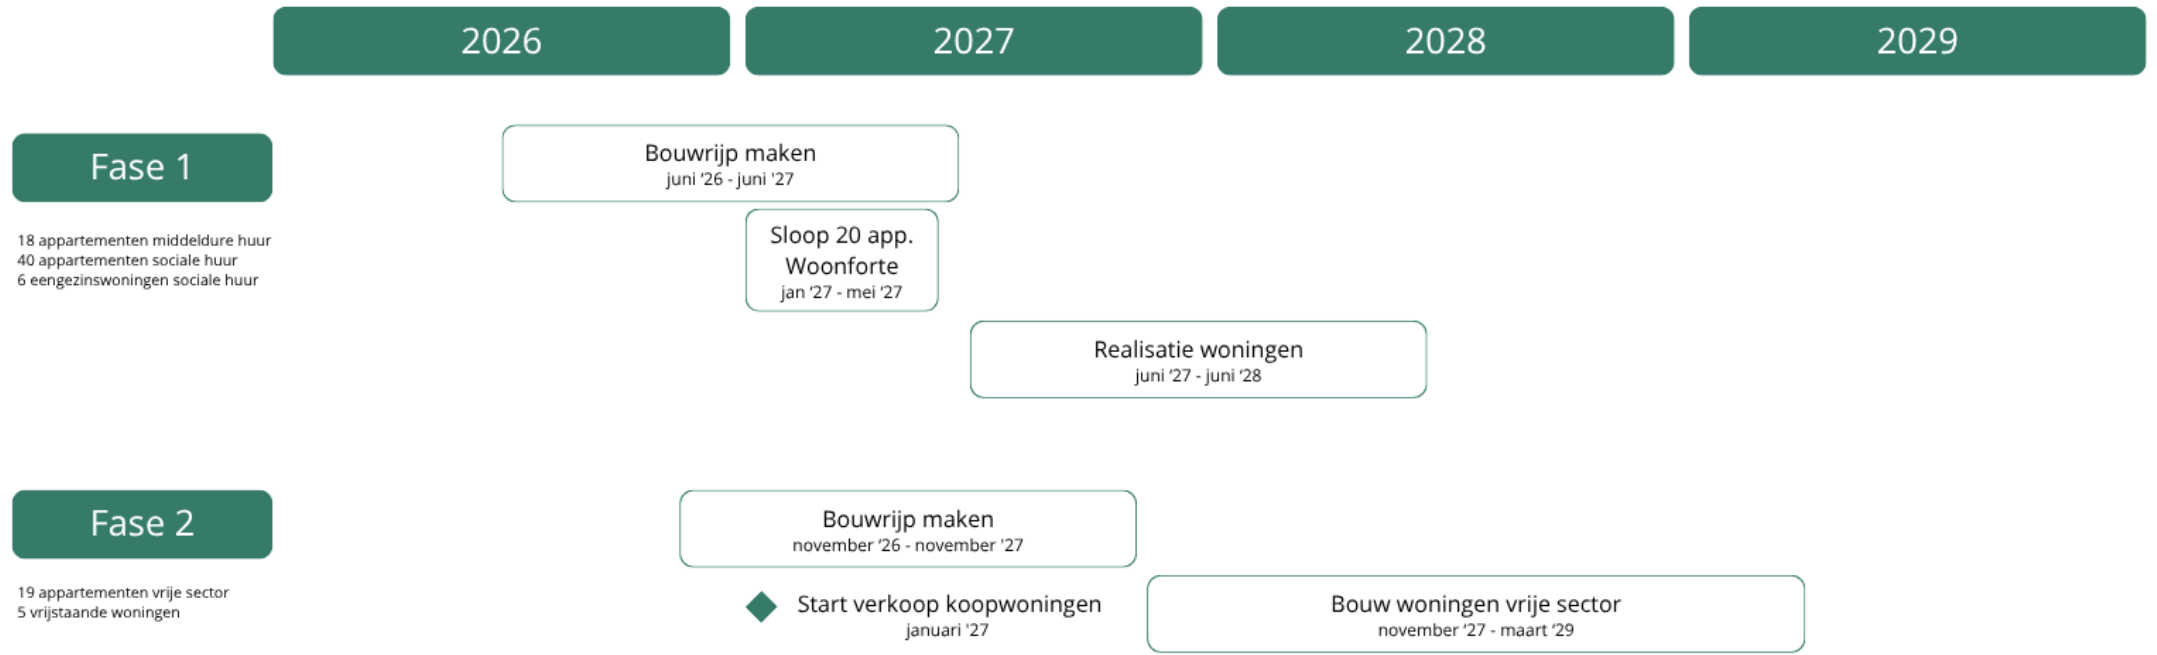 2026
2027
2028
2029
Fase 1
18 appartementen middeldure huur
40 appartementen sociale huur
6 eengezinswoningen sociale huur
Bouwrijp maken
juni ‘26 - juni '27
Sloop 20 app.
Woonforte
jan ‘27 - mei ‘27
Realisatie woningen
juni ‘27 - juni ‘28
Fase 2
19 appartementen vrije sector
5 vrijstaande woningen
Bouwrijp maken
november ‘26 - november '27
Start verkoop koopwoningen
januari '27
Bouw woningen vrije sector
november ‘27 - maart ‘29